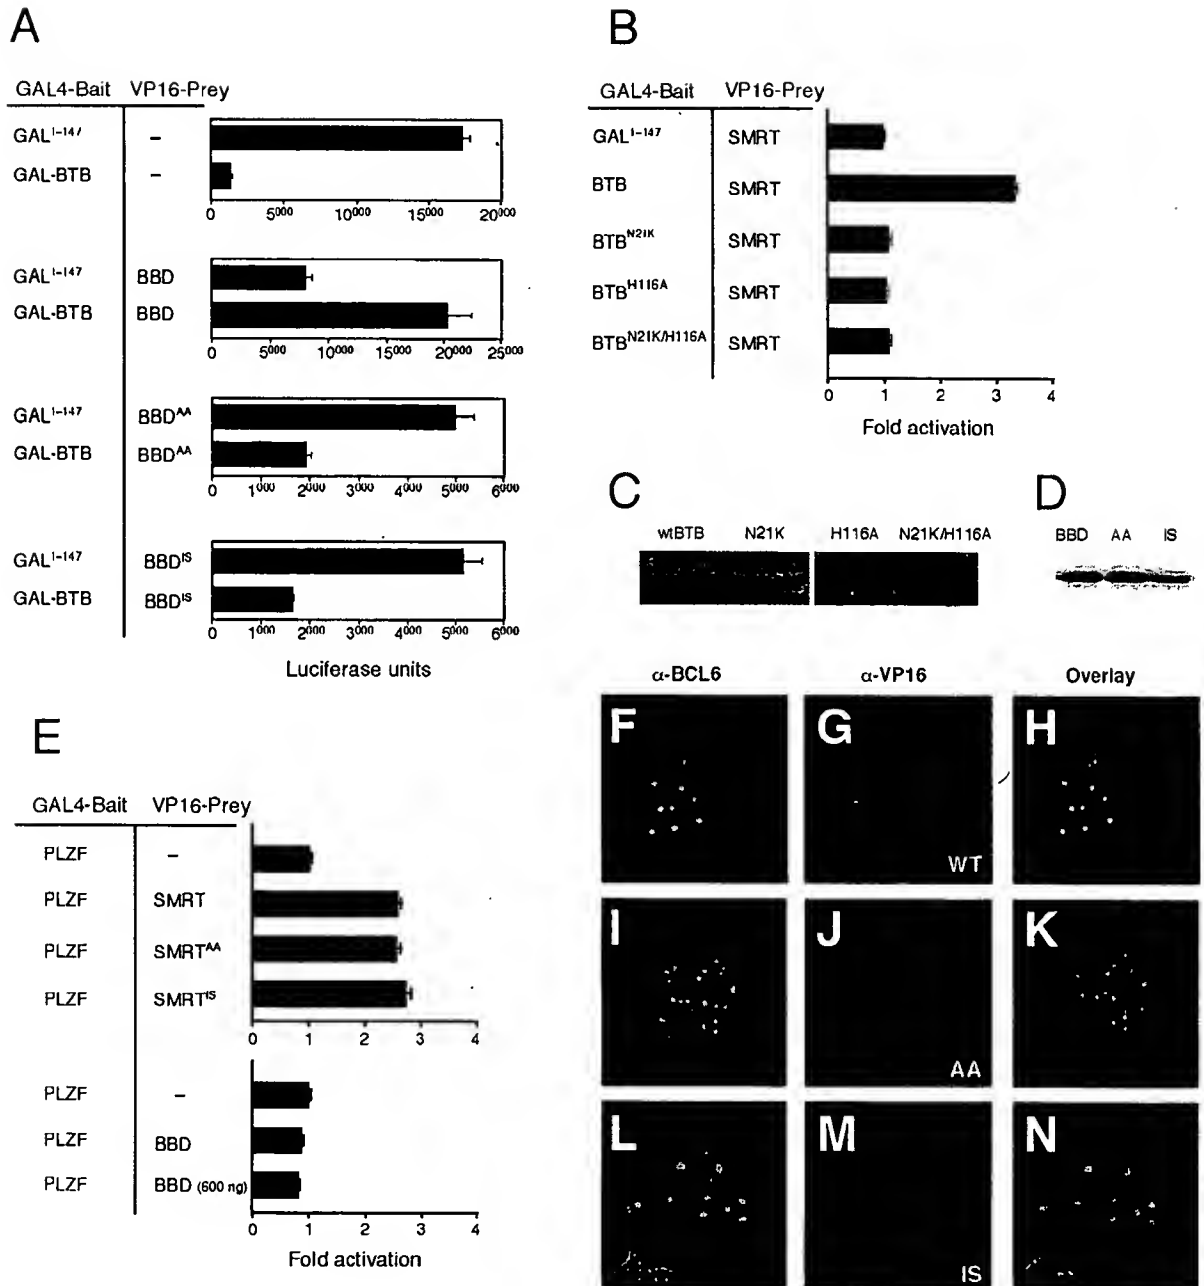 A
GAL4-Bait VP16-Prey
GAL¹⁻¹⁴⁷ –
GAL-BTB –
0 5000 10000 15000 20000
GAL¹⁻¹⁴⁷ BBD
GAL-BTB BBD
0 5000 10000 15000 20000 25000
GAL¹⁻¹⁴⁷ BBDᴬᴬ
GAL-BTB BBDᴬᴬ
0 1000 2000 3000 4000 5000 6000
GAL¹⁻¹⁴⁷ BBDᴵˢ
GAL-BTB BBDᴵˢ
0 1000 2000 3000 4000 5000 6000
Luciferase units
B
GAL4-Bait VP16-Prey
GAL¹⁻¹⁴⁷ SMRT
BTB SMRT
BTB^N21K SMRT
BTB^H116A SMRT
BTB^N21K/H116A SMRT
0 1 2 3 4
Fold activation
C
wtBTB N21K H116A N21K/H116A
D
BBD AA IS
E
GAL4-Bait VP16-Prey
PLZF –
PLZF SMRT
PLZF SMRTᴬᴬ
PLZF SMRTᴵˢ
0 1 2 3 4
PLZF –
PLZF BBD
PLZF BBD (600 ng)
0 1 2 3 4
Fold activation
α-BCL6 α-VP16 Overlay
F G H
WT
I J K
AA
L M N
IS